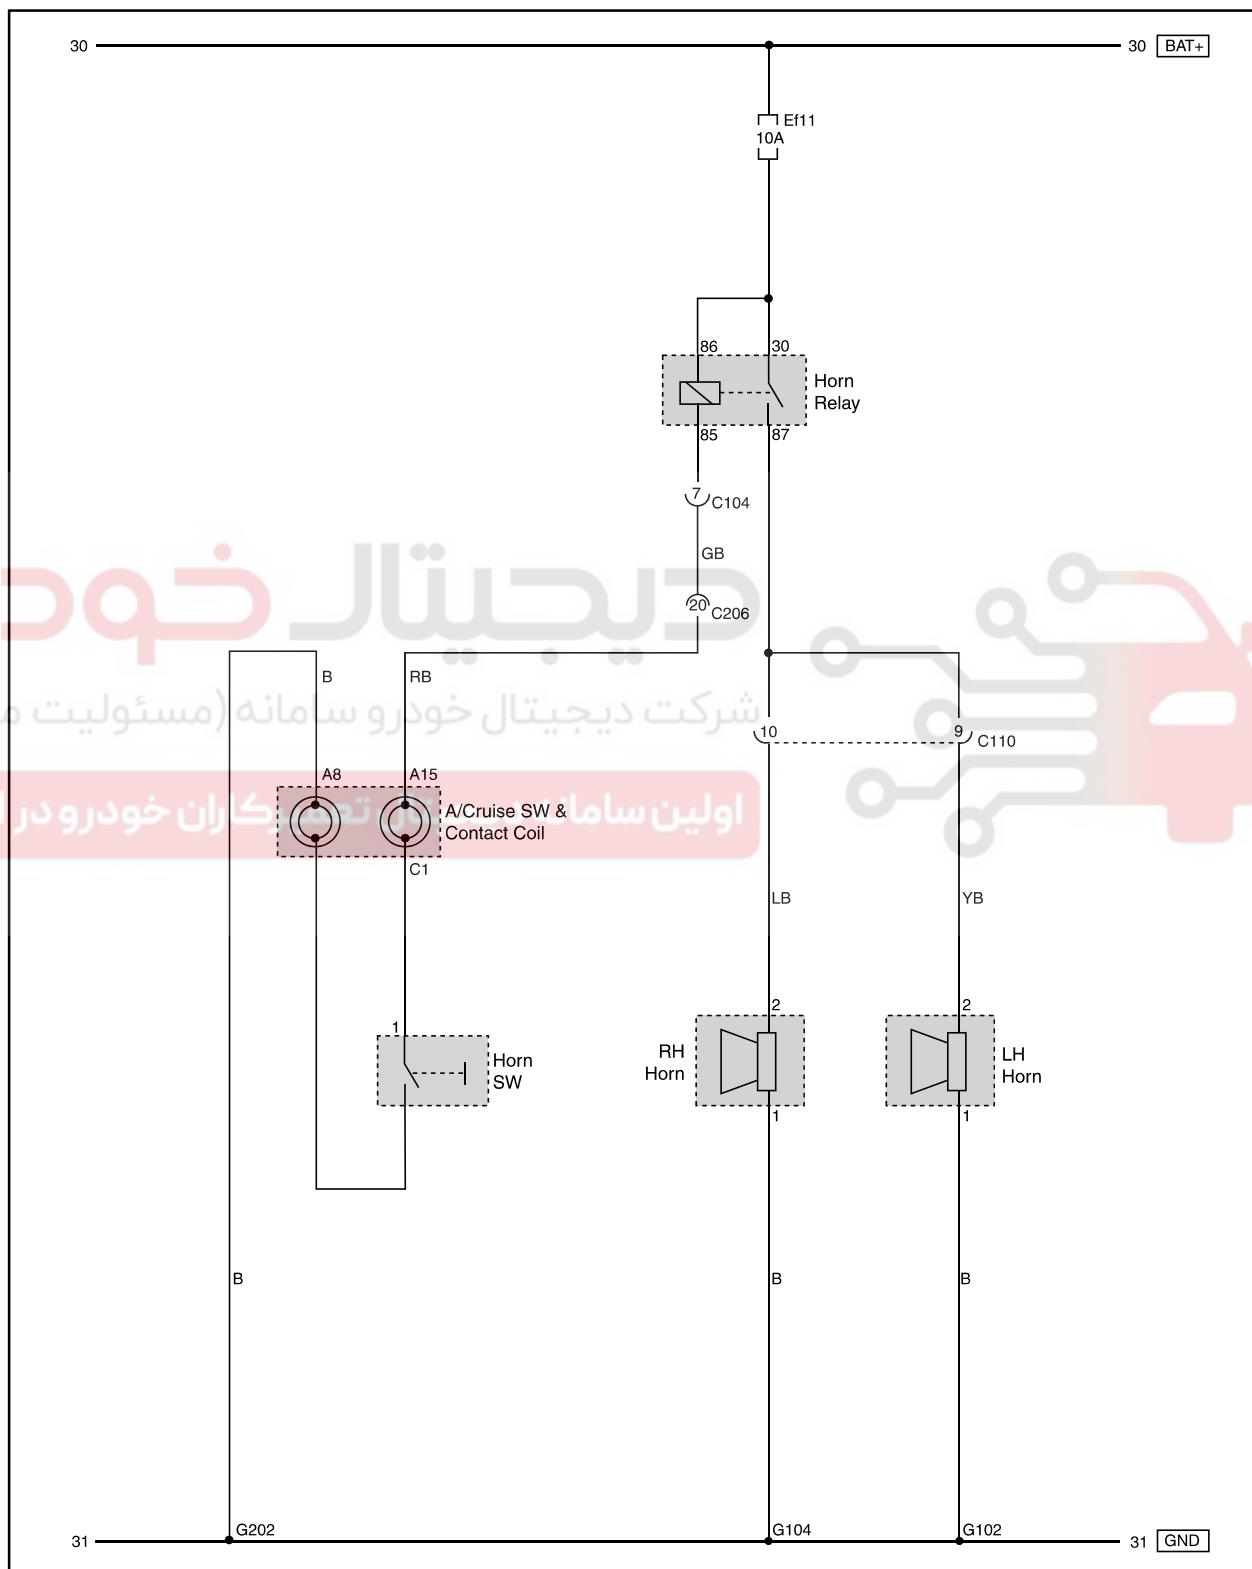 30
30 BAT+
Ef11
10A
86
30
Horn
Relay
85
87
7
C104
GB
20
C206
دیجیتال خود
B
RB
شرکت دیجیتال خودرو سامانه (مسئولیت
10
9
C110
A8
A15
A/Cruise SW &
Contact Coil
اولین سامانه
کاران خودرو در
C1
LB
YB
1
Horn
SW
2
RH
Horn
1
2
LH
Horn
1
B
B
B
31
G202
G104
G102
31 GND